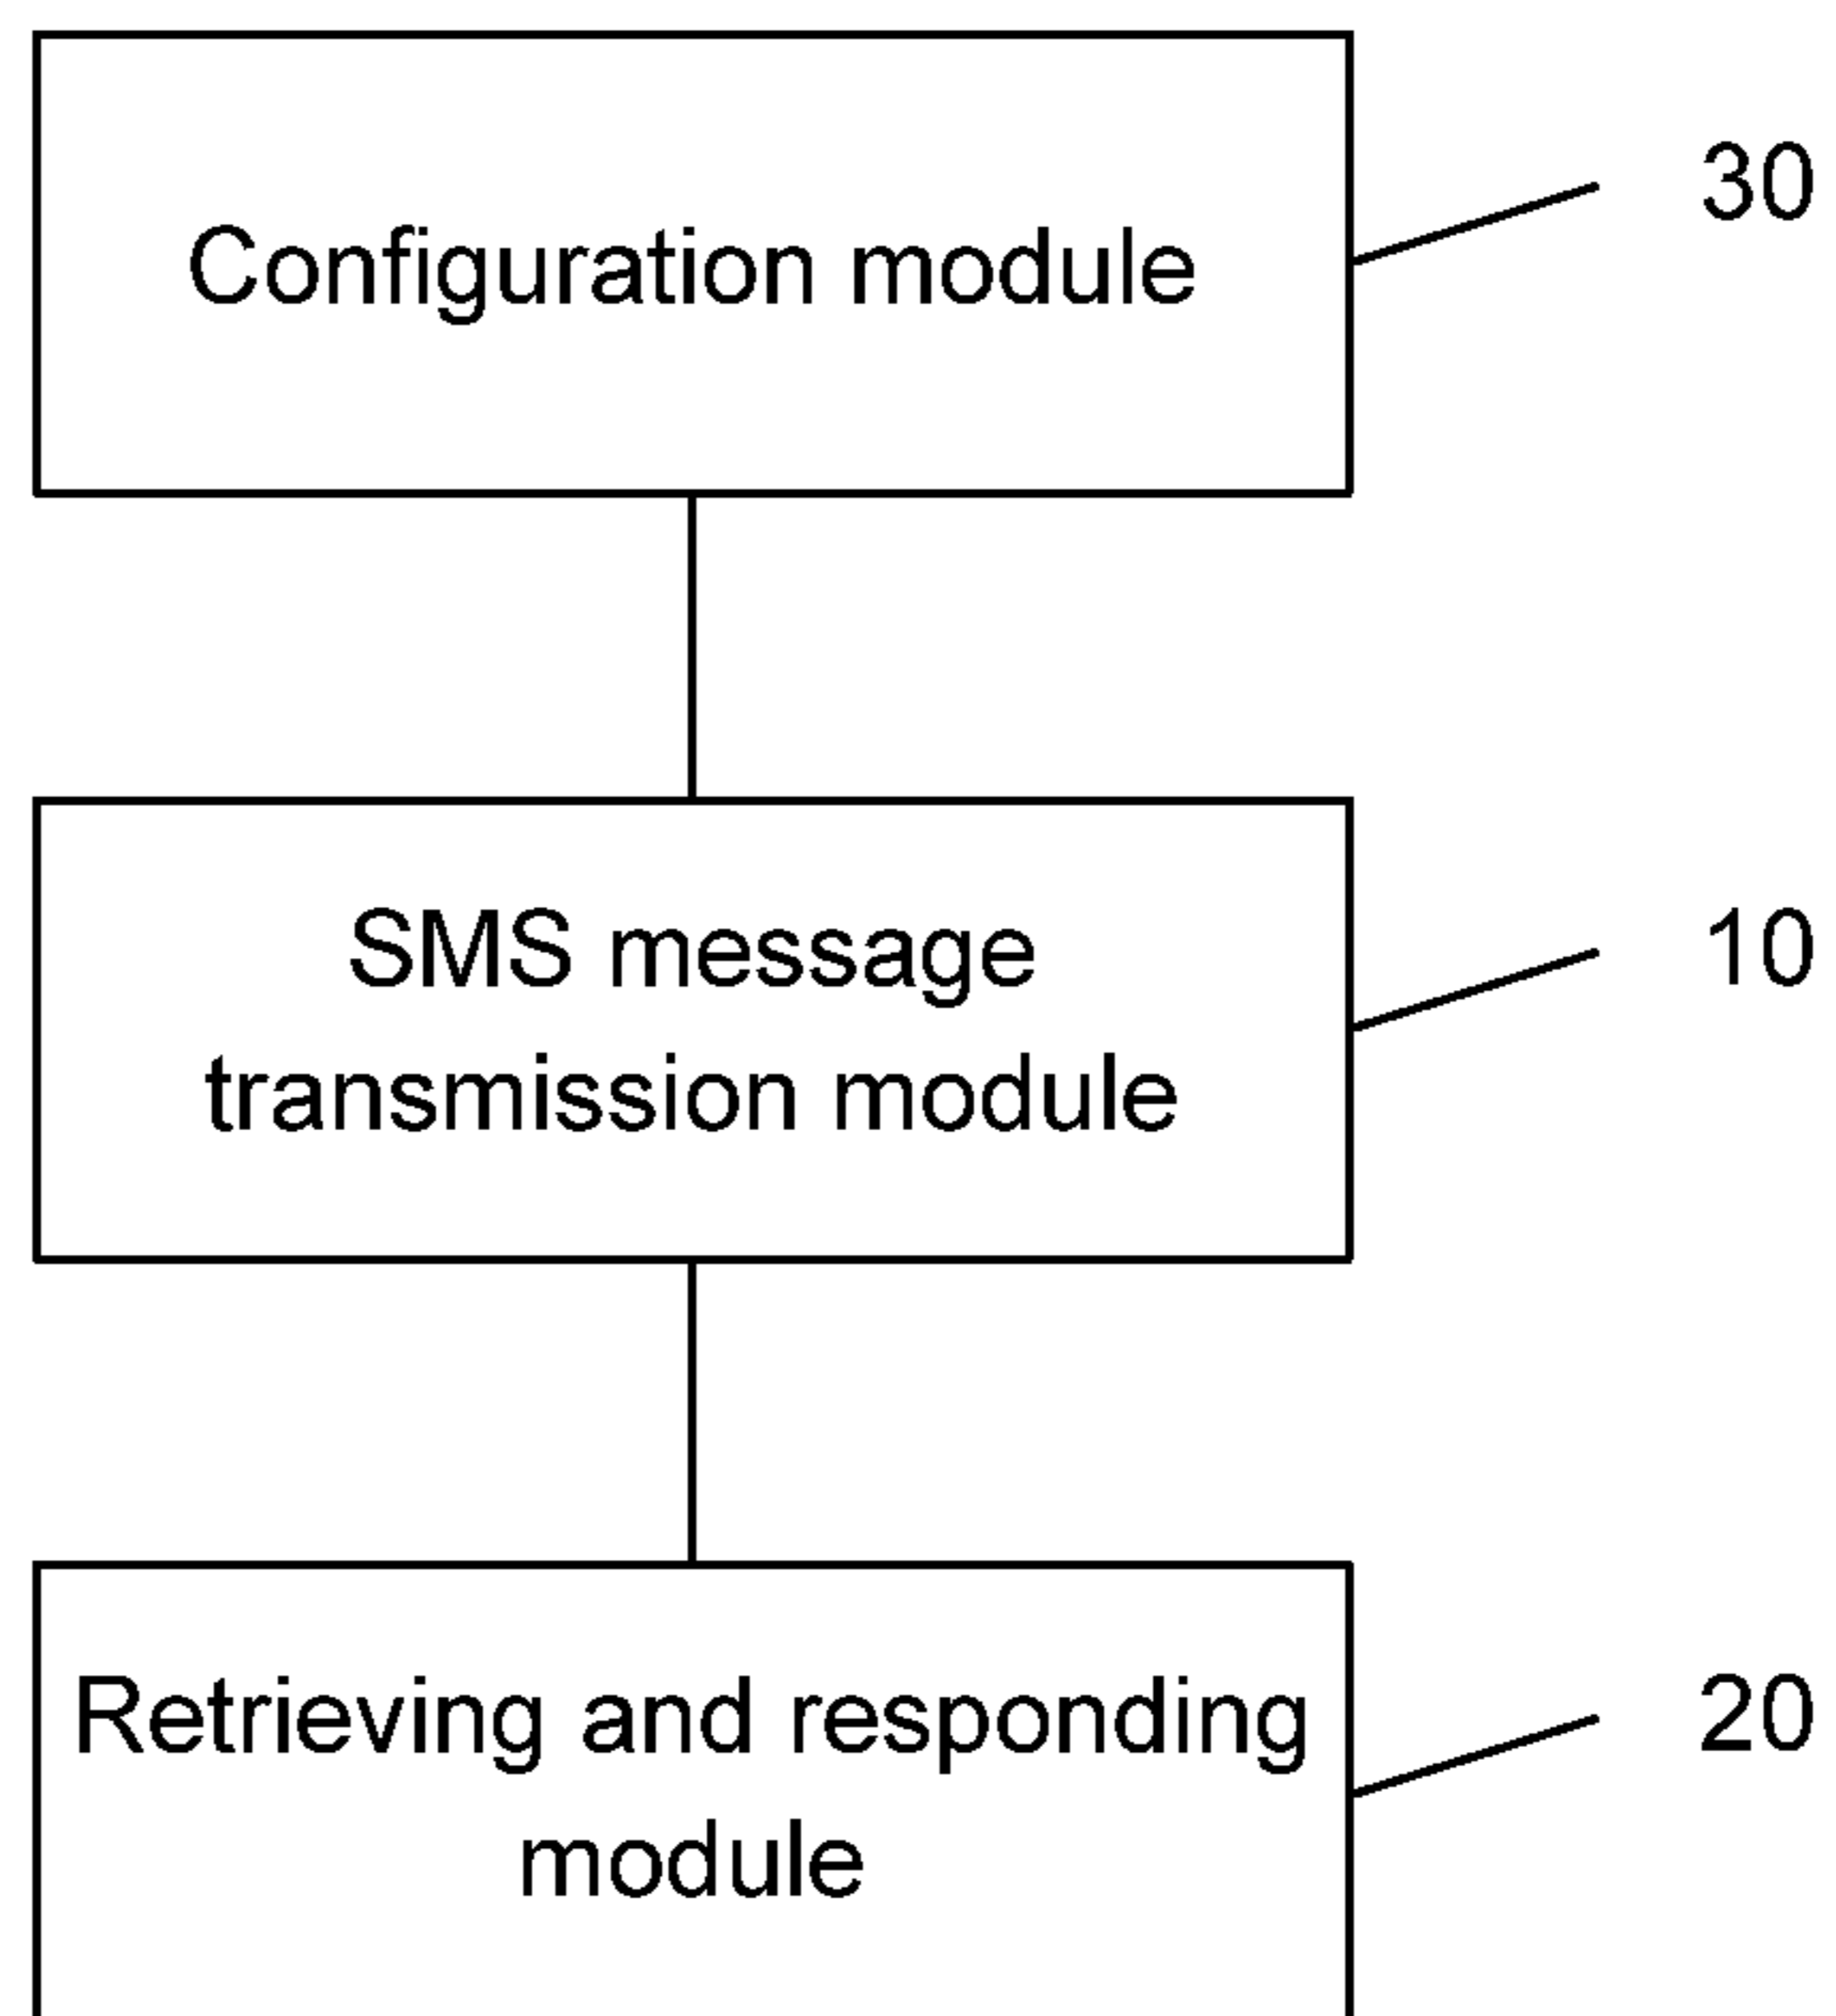 Configuration module
30
SMS message
transmission module
10
Retrieving and responding
module
20